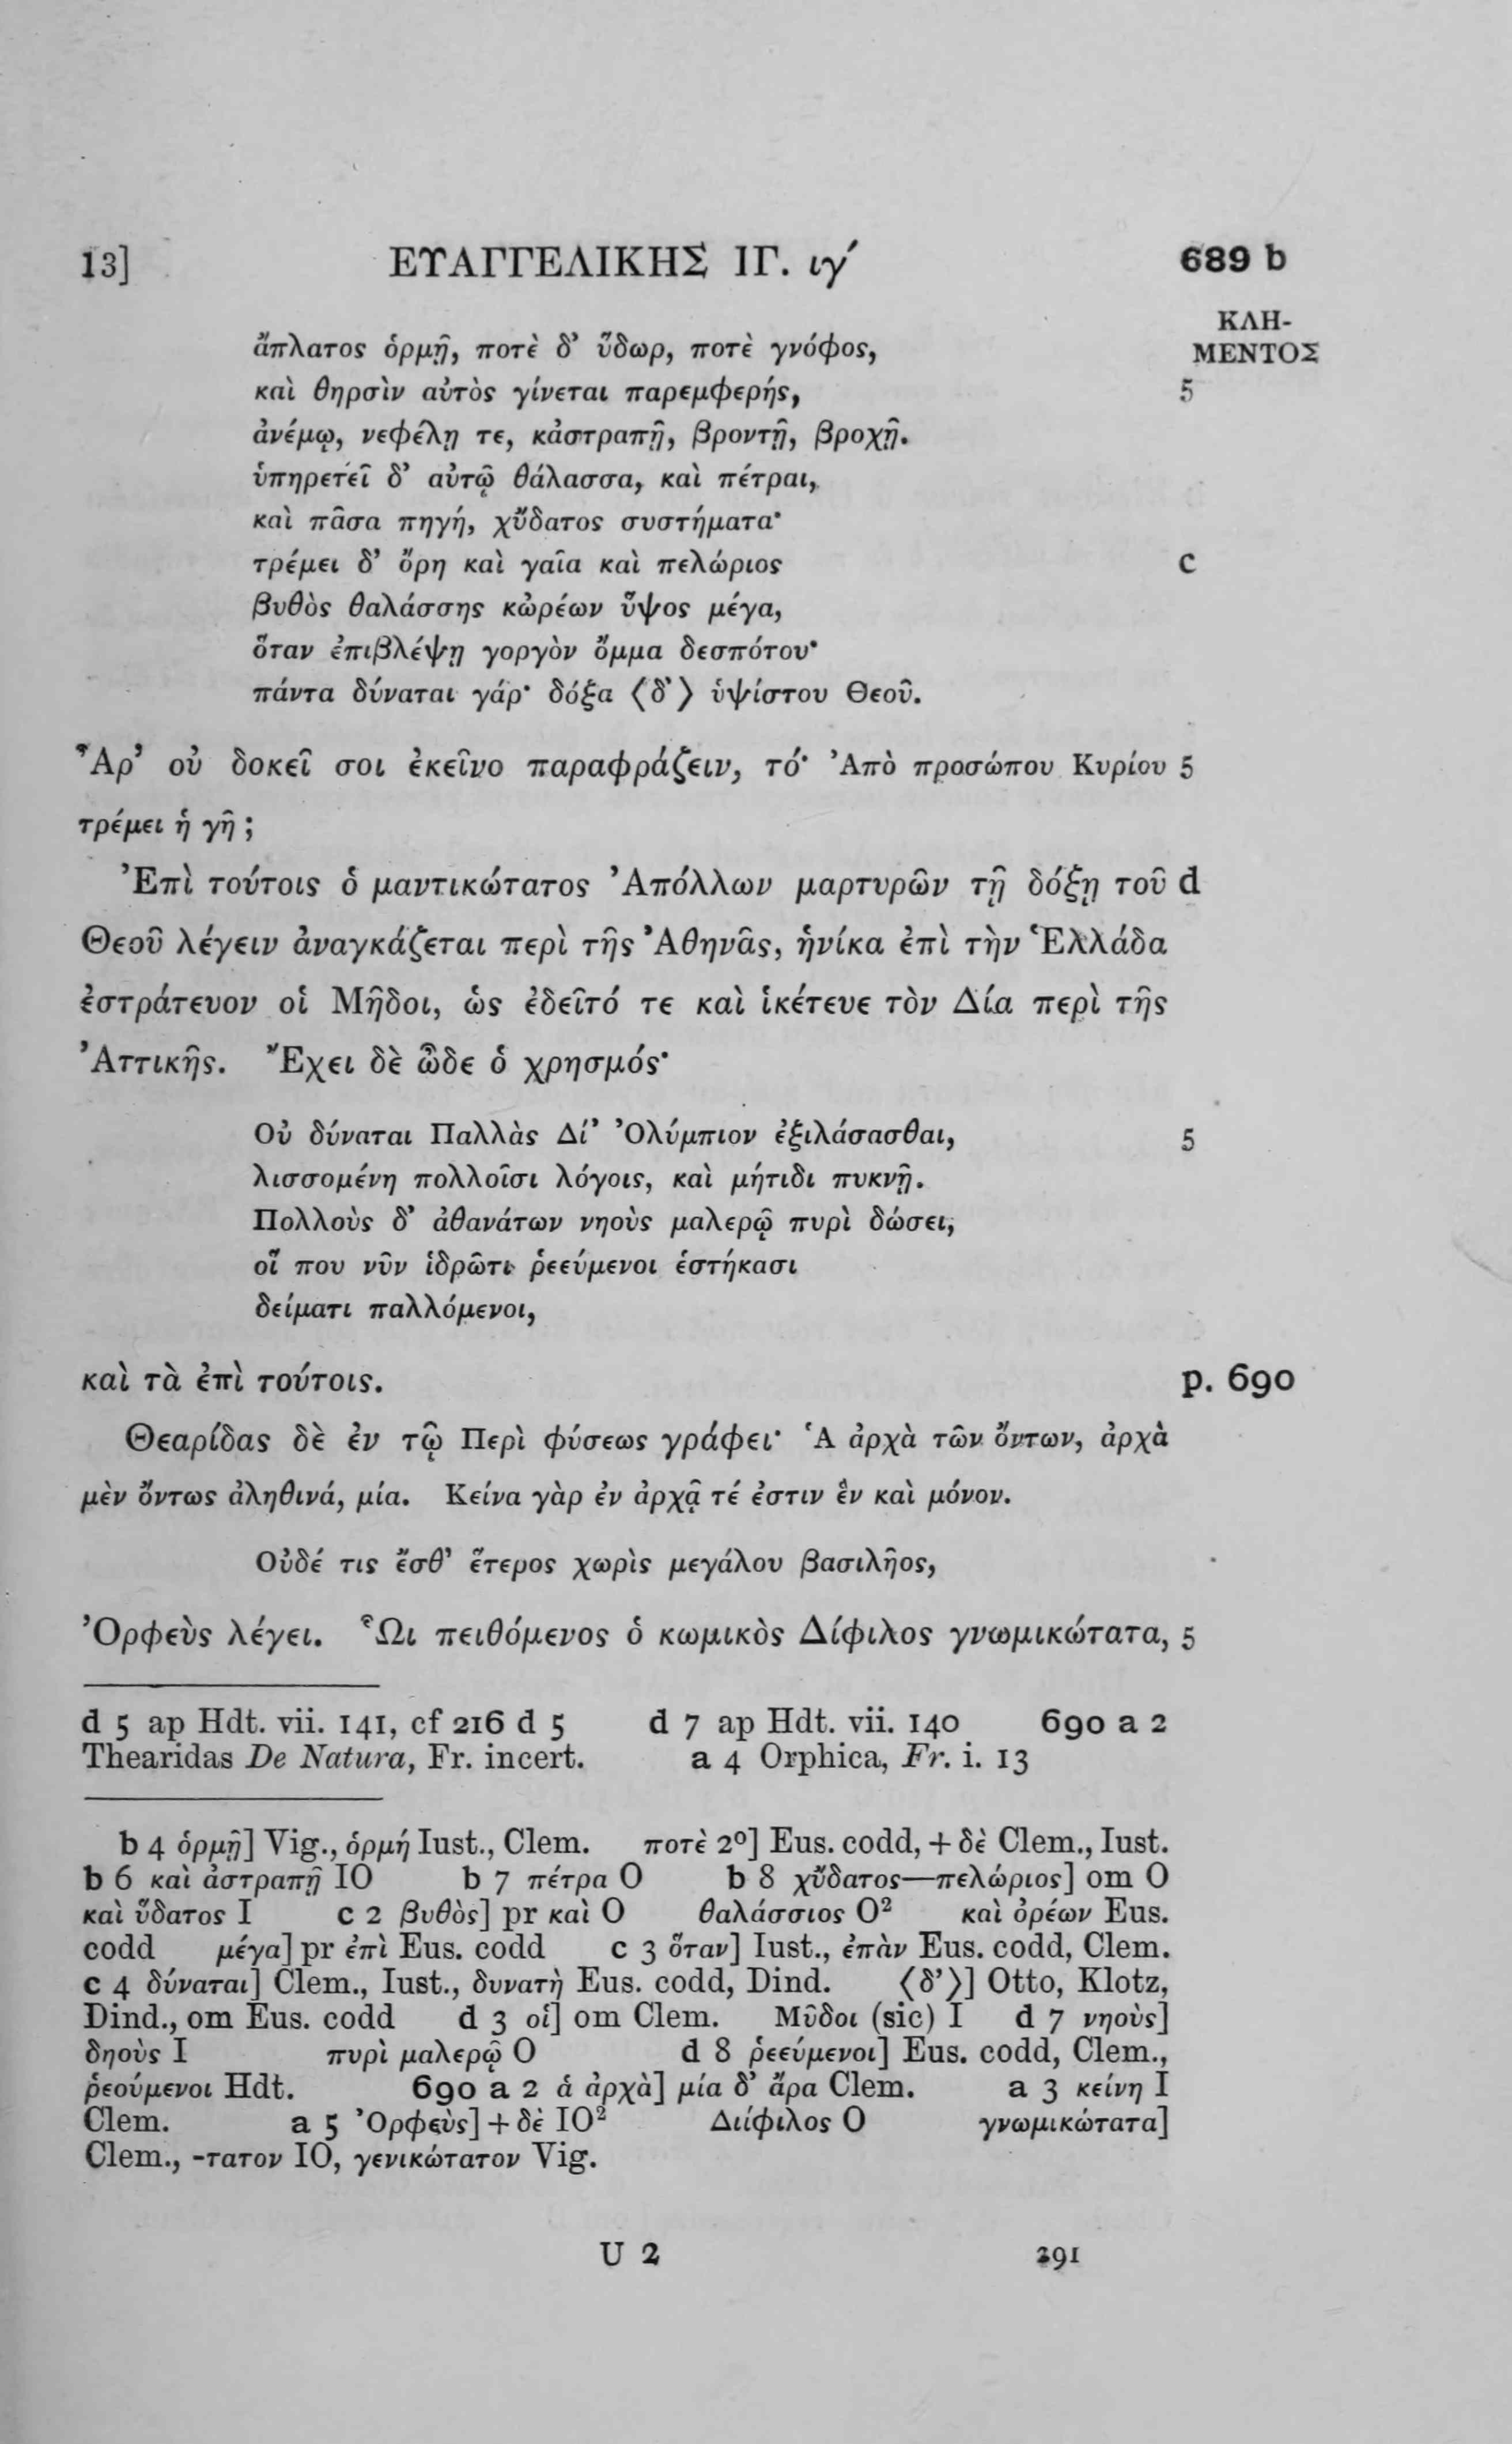 13] ΕΥΑΓΓΕΛΙΚΗΣ ΙΓ. ιγ′ 689 b
ΚΛΗ-
ἄπλατος ὁρμῇ, ποτὲ δ’ ὕδωρ, ποτὲ γνόφος, ΜΕΝΤΟΣ
καὶ θηρσὶν αὐτὸς γίνεται παρεμφερής, 5
ἀνέμῳ, νεφέλῃ τε, κἀστραπῇ, βροντῇ, βροχῇ.
ὑπηρετεῖ δ’ αὐτῷ θάλασσα, καὶ πέτραι,
καὶ πᾶσα πηγή, χὔδατος συστήματα·
τρέμει δ’ ὄρη καὶ γαῖα καὶ πελώριος c
βυθὸς θαλάσσης κὠρέων ὕψος μέγα,
ὅταν ἐπιβλέψῃ γοργὸν ὄμμα δεσπότου·
πάντα δύναται γάρ· δόξα ⟨δ’⟩ ὑψίστου Θεοῦ.
Ἆρ’ οὐ δοκεῖ σοι ἐκεῖνο παραφράζειν, τό· Ἀπὸ προσώπου Κυρίου 5
τρέμει ἡ γῆ ;
Ἐπὶ τούτοις ὁ μαντικώτατος Ἀπόλλων μαρτυρῶν τῇ δόξῃ τοῦ d
Θεοῦ λέγειν ἀναγκάζεται περὶ τῆς Ἀθηνᾶς, ἡνίκα ἐπὶ τὴν Ἑλλάδα
ἐστράτευον οἱ Μῆδοι, ὡς ἐδεῖτό τε καὶ ἱκέτευε τὸν Δία περὶ τῆς
Ἀττικῆς. Ἔχει δὲ ὧδε ὁ χρησμός·
Οὐ δύναται Παλλὰς Δί’ Ὀλύμπιον ἐξιλάσασθαι, 5
λισσομένη πολλοῖσι λόγοις, καὶ μήτιδι πυκνῇ.
Πολλοὺς δ’ ἀθανάτων νηοὺς μαλερῷ πυρὶ δώσει,
οἵ που νῦν ἱδρῶτι ῥεεύμενοι ἑστήκασι
δείματι παλλόμενοι,
καὶ τὰ ἐπὶ τούτοις. p. 690
Θεαρίδας δὲ ἐν τῷ Περὶ φύσεως γράφει· Ἁ ἀρχὰ τῶν ὄντων, ἀρχὰ
μὲν ὄντως ἀληθινά, μία. Κείνα γὰρ ἐν ἀρχᾷ τέ ἐστιν ἓν καὶ μόνον.
Οὐδέ τις ἔσθ’ ἕτερος χωρὶς μεγάλου βασιλῆος,
Ὀρφεὺς λέγει. Ὧι πειθόμενος ὁ κωμικὸς Δίφιλος γνωμικώτατα, 5
d 5 ap Hdt. vii. 141, cf 216 d 5 d 7 ap Hdt. vii. 140 690 a 2
Thearidas De Natura, Fr. incert. a 4 Orphica, Fr. i. 13
b 4 ὁρμῇ] Vig., ὁρμή Iust., Clem. ποτὲ 2º] Eus. codd, + δὲ Clem., Iust.
b 6 καὶ ἀστραπῇ IO b 7 πέτρα O b 8 χὔδατος—πελώριος] om O
καὶ ὕδατος I c 2 βυθὸς] pr καὶ O θαλάσσιος O² καὶ ὀρέων Eus.
codd μέγα] pr ἐπὶ Eus. codd c 3 ὅταν] Iust., ἐπὰν Eus. codd, Clem.
c 4 δύναται] Clem., Iust., δυνατὴ Eus. codd, Dind. ⟨δ’⟩] Otto, Klotz,
Dind., om Eus. codd d 3 οἱ] om Clem. Μῦδοι (sic) I d 7 νηοὺς]
δηοὺς I πυρὶ μαλερῷ O d 8 ῥεεύμενοι] Eus. codd, Clem.,
ῥεούμενοι Hdt. 690 a 2 ἁ ἀρχὰ] μία δ’ ἄρα Clem. a 3 κείνη I
Clem. a 5 Ὀρφεὺς] + δὲ IO² Διίφιλος O γνωμικώτατα]
Clem., -τατον IO, γενικώτατον Vig.
U 2 291